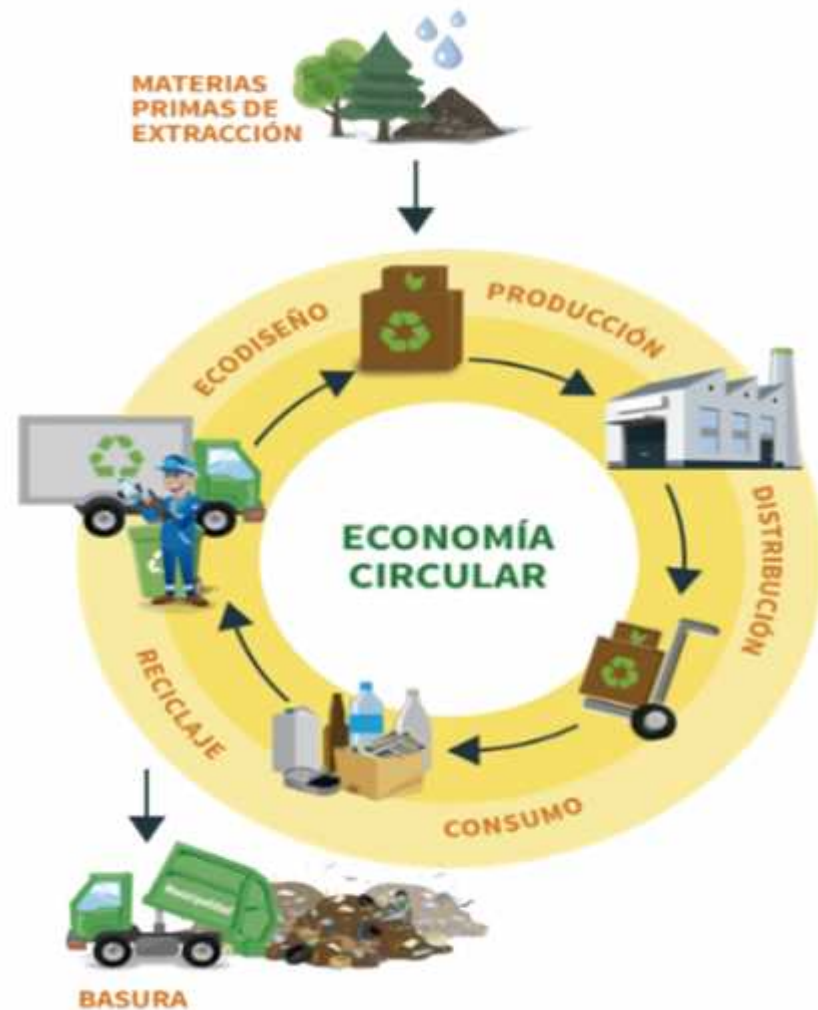 MATERIAS
PRIMAS DE
EXTRACCIÓN
ECODISEÑO
PRODUCCIÓN
ECONOMÍA
CIRCULAR
DISTRIBUCIÓN
RECICLAJE
CONSUMO
BASURA